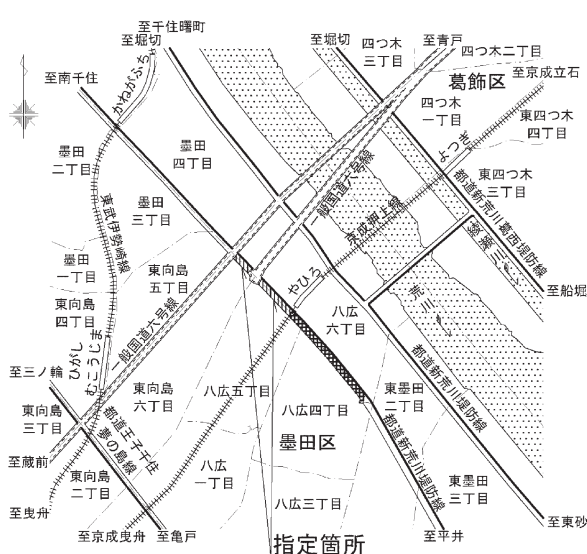 至千住曙町
至堀切
至堀切
四つ木
三丁目
至青戸
四つ木二丁目
葛飾区
至京成立石
至南千住
かねがふち
四つ木
一丁目
東四つ木
四丁目
よつぎ
墨田
二丁目
墨田
四丁目
一般国道六号線
京成押上線
東四つ木
三丁目
都道新荒川葛西堤防線
墨田
三丁目
東武伊勢崎線
綾瀬川
墨田
一丁目
東向島
五丁目
やひろ
荒川
至船堀
東向島
四丁目
一般国道六号線
八広
六丁目
ひがし
むこうじま
都道新荒川堤防線
至三ノ輪
東向島
三丁目
東向島
六丁目
八広五丁目
東墨田
二丁目
都道王子千住
夢の島線
八広四丁目
墨田区
都道新荒川堤防線
至蔵前
東向島
二丁目
八広
一丁目
東墨田
三丁目
八広三丁目
至曳舟
至京成曳舟
至亀戸
指定箇所
至平井
至東砂